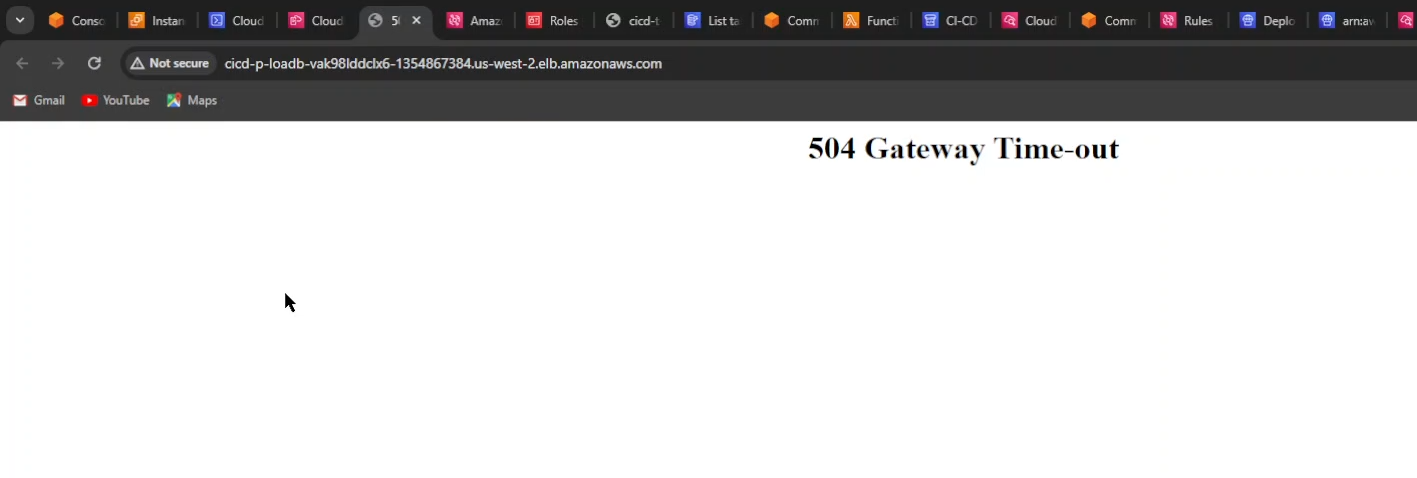 Conso Instan Cloud Cloud 5( Amaz Roles cicd-t List ta Comn Functi CI-CD Cloud Comn Rules Deplo arn:aw
Not secure cicd-p-loadb-vak98lddclx6-1354867384.us-west-2.elb.amazonaws.com
Gmail YouTube Maps
504 Gateway Time-out